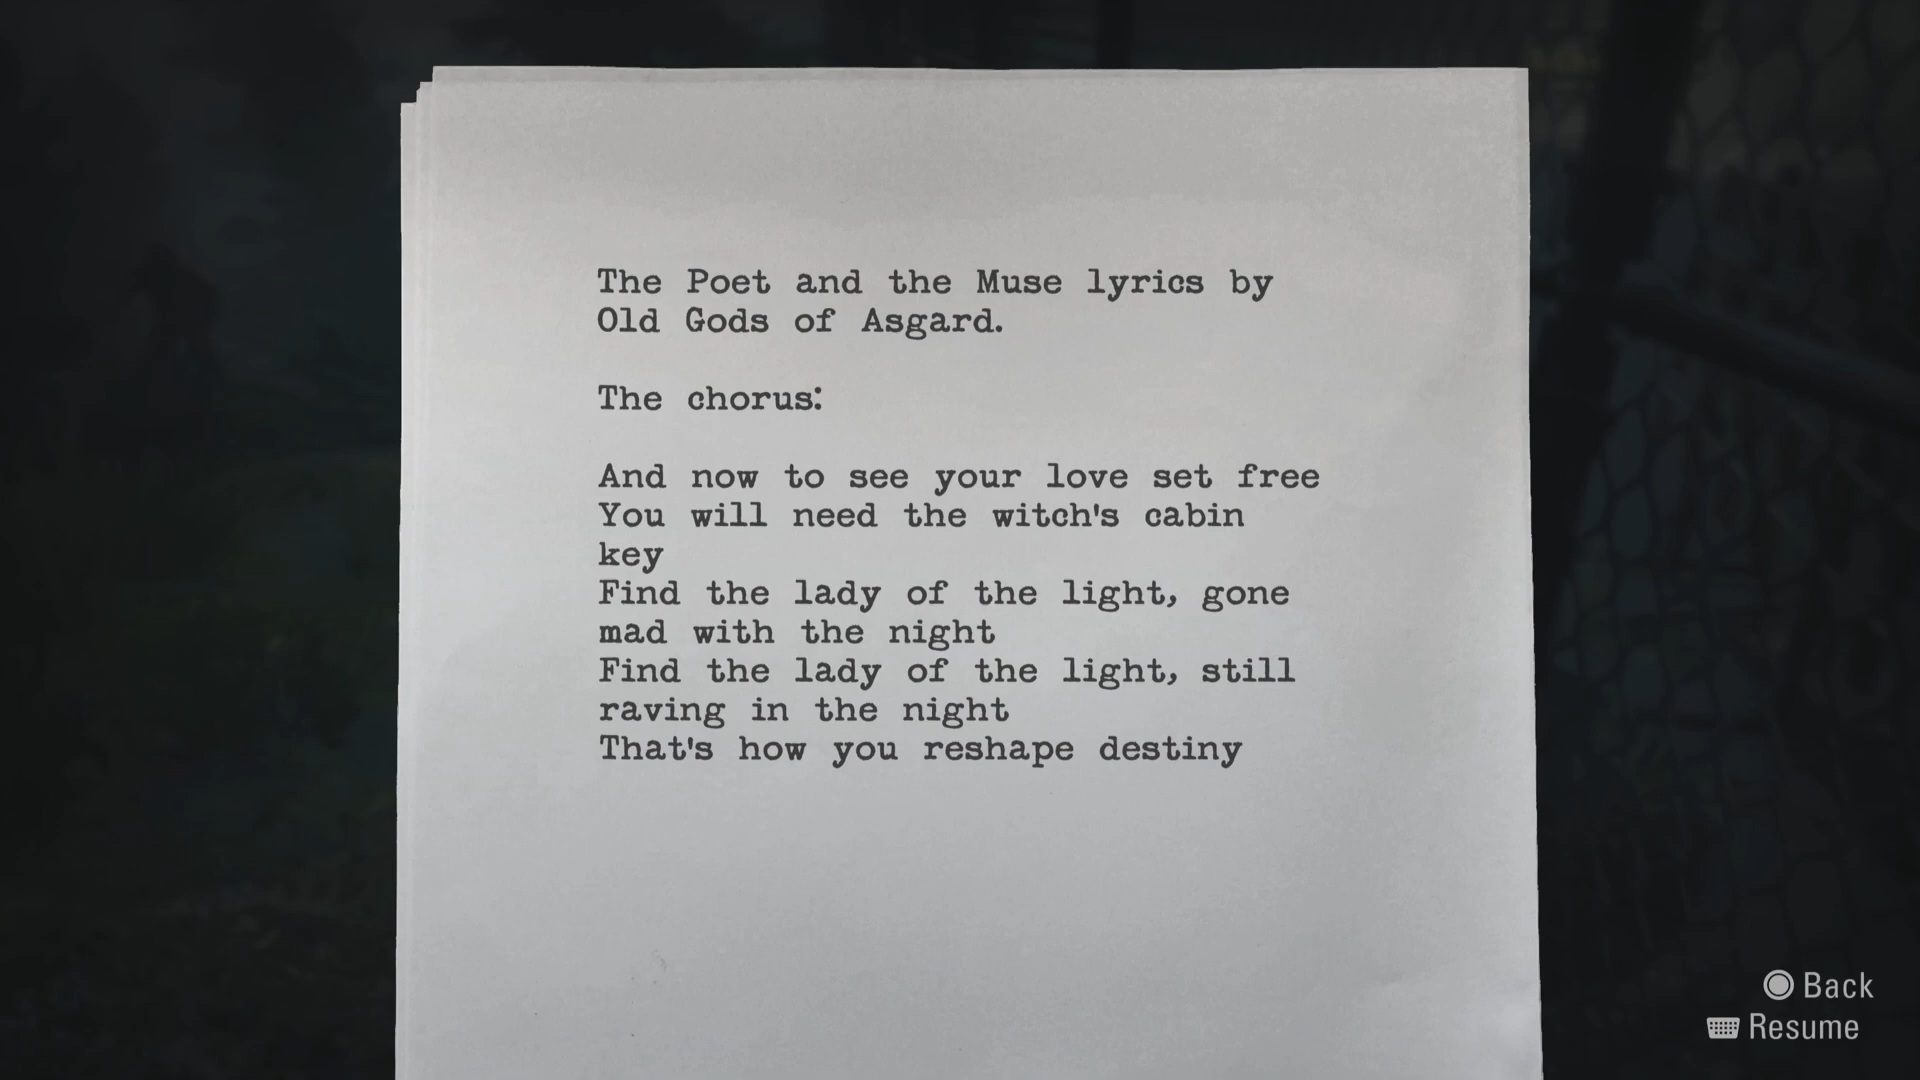 The Poet and the Muse lyrics by
Old Gods of Asgard.
The chorus:
And now to see your love set free
You will need the witch's cabin
key
Find the lady of the light, gone
mad with the night
Find the lady of the light, still
raving in the night
That's how you reshape destiny
Back
Resume